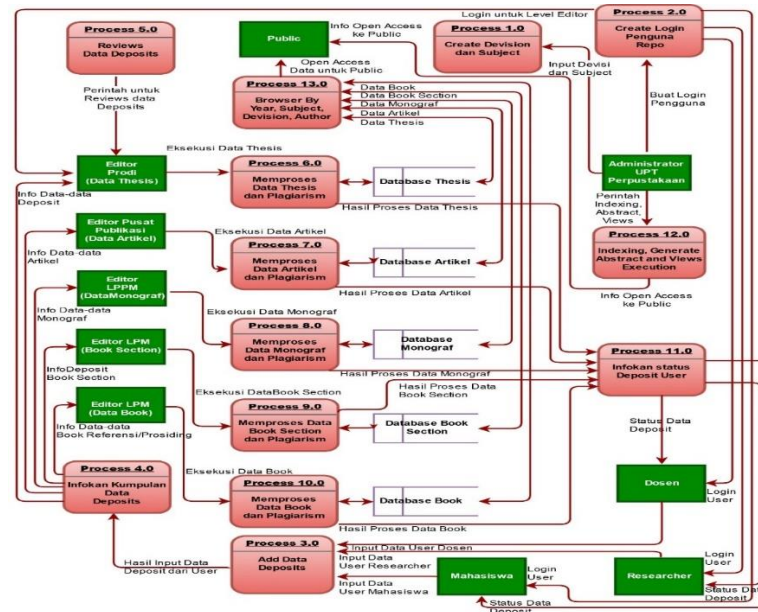 Process 5.0
Reviews
Data Deposits
Perintah untuk
Reviews data
Deposits
Public
Info Open Access
ke Public
Open Access
Data untuk Public
Process 13.0
Browser By
Year, Subject,
Devision, Author
Data Book
Data Book Section
Data Monograf
Data Artikel
Data Thesis
Login untuk Level Editor
Process 1.0
Create Devision
dan Subject
Input Devisi
dan Subject
Process 2.0
Create Login
Penguna
Repo
Buat Login
Pengguna
Administrator
UPT
Perpustakaan
Perintah
Indexing,
Abstract,
Views
Process 12.0
Indexing, Generate
Abstract and Views
Execution
Info Open Access
ke Public
Editor
Prodi
(Data Thesis)
Eksekusi Data Thesis
Process 6.0
Memproses
Data Thesis
dan Plagiarism
Database Thesis
Hasil Proses Data Thesis
Info Data-data
Deposit
Editor Pusat
Publikasi
(Data Artikel)
Eksekusi Data Artikel
Process 7.0
Memproses
Data Artikel
dan Plagiarism
Database Artikel
Hasil Proses Data Artikel
Info Data-data
Artikel
Editor
LPPM
(DataMonograf)
Eksekusi Data Monograf
Process 8.0
Memproses
Data Monograf
dan Plagiarism
Database
Monograf
Hasil Proses Data Monograf
Info Data-data
Monograf
Editor LPM
(Book Section)
Eksekusi DataBook Section
Process 9.0
Memproses Data
Book Section
dan Plagiarism
Hasil Proses Data
Book Section
Database Book
Section
InfoDeposit
Book Section
Editor LPM
(Data Book)
Info Data-data
Book Referensi/Prosiding
Eksekusi Data Book
Process 10.0
Memproses
Data Book
dan Plagiarism
Database Book
Hasil Proses Data Book
Process 11.0
Infokan status
Deposit User
Status Data
Deposit
Dosen
Login
User
Process 4.0
Infokan Kumpulan
Data
Deposits
Hasil Input Data
Deposit dari User
Process 3.0
Add Data
Deposits
Input Data User Dosen
Input Data
User Researcher
Input Data
User Mahasiswa
Mahasiswa
Login
User
Status Data
Deposit
Researcher
Login
User
Status Data
Deposit